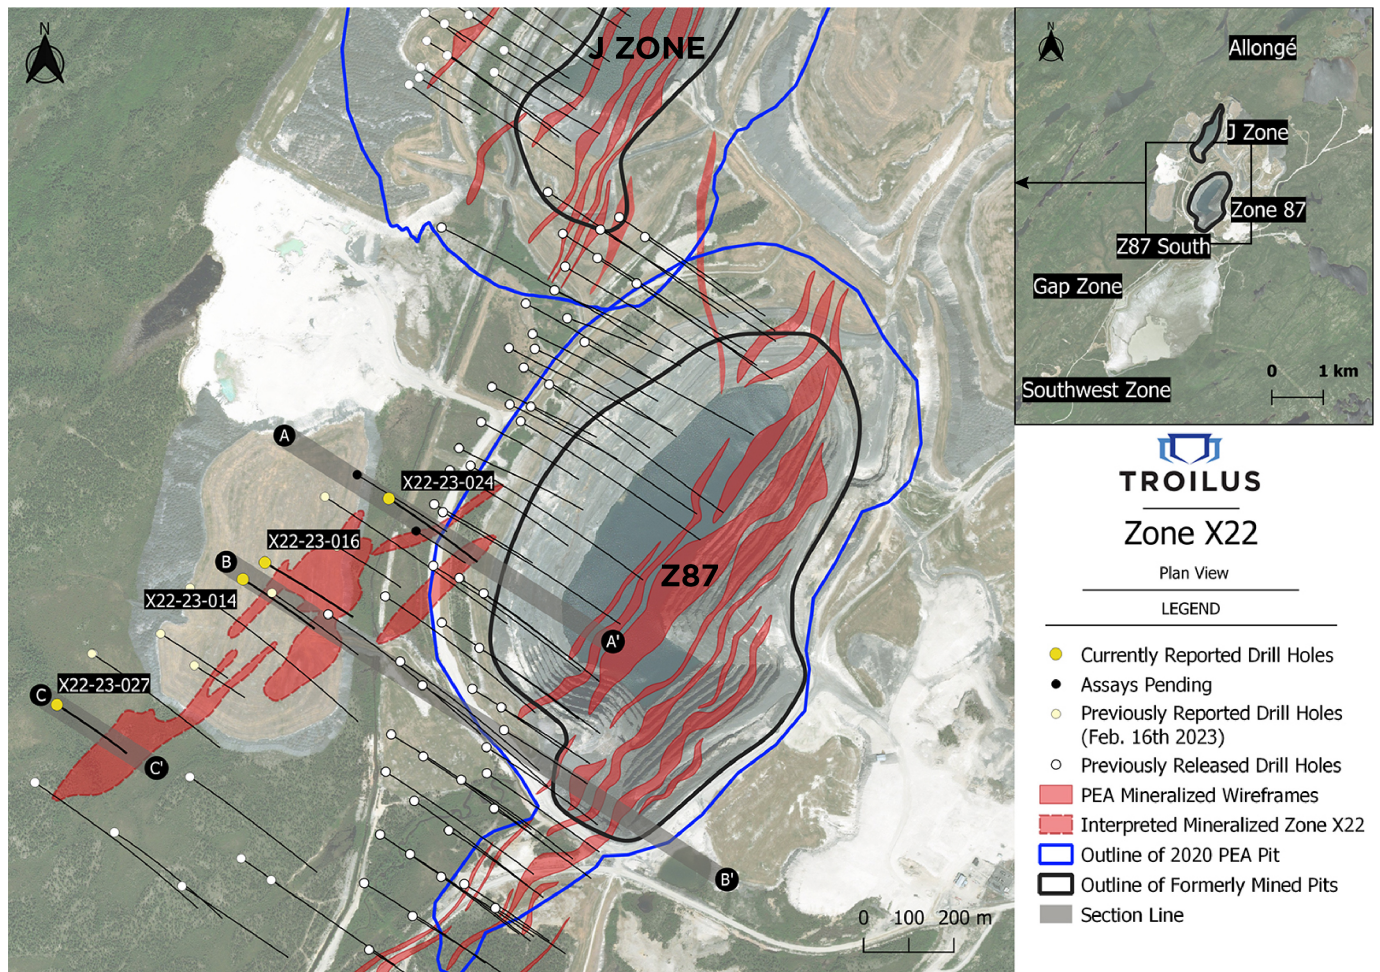 N
J ZONE
A
X22-23-024
X22-23-016
B
X22-23-014
Z87
A'
X22-23-027
C
C'
B'
0 100 200 m
N
Allongé
J Zone
Zone 87
Z87 South
Gap Zone
Southwest Zone
0 1 km
TROILUS
Zone X22
Plan View
LEGEND
Currently Reported Drill Holes
Assays Pending
Previously Reported Drill Holes
(Feb. 16th 2023)
Previously Released Drill Holes
PEA Mineralized Wireframes
Interpreted Mineralized Zone X22
Outline of 2020 PEA Pit
Outline of Formerly Mined Pits
Section Line